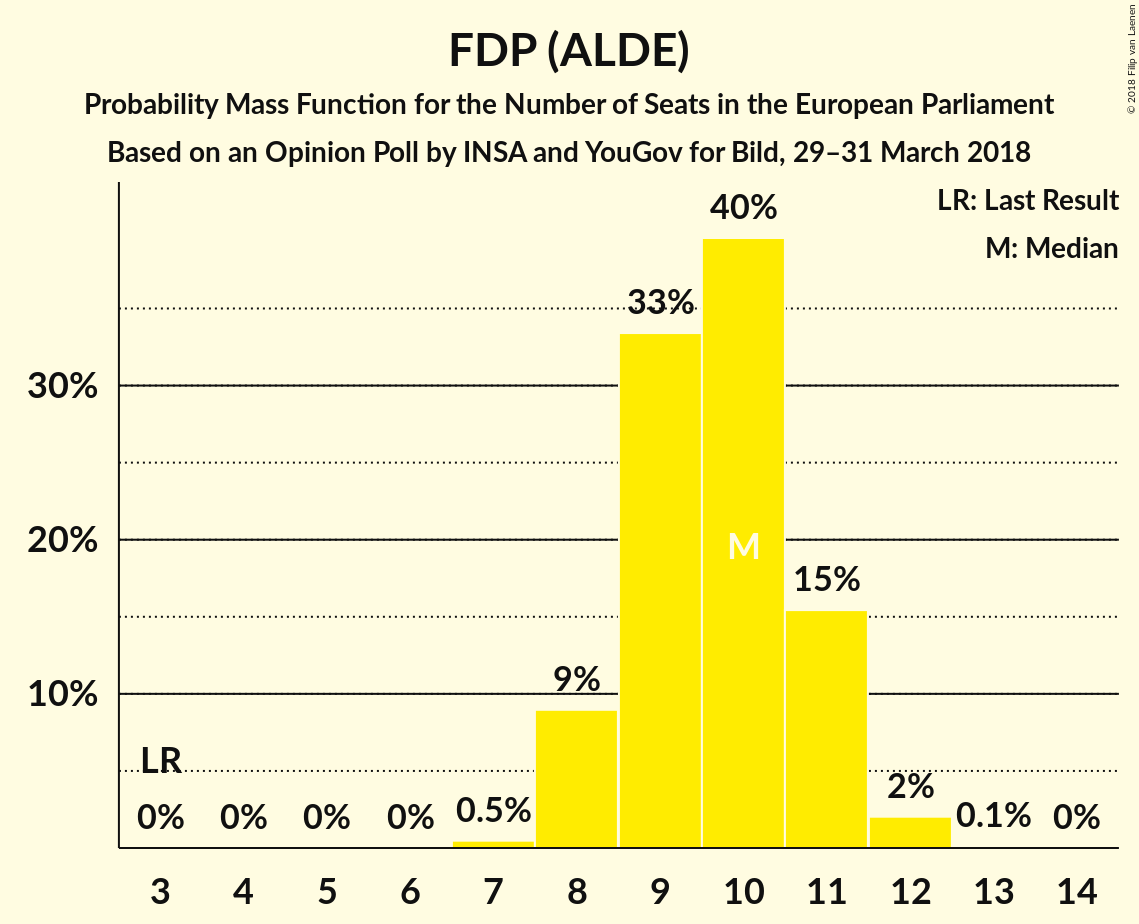 FDP (ALDE)
Probability Mass Function for the Number of Seats in the European Parliament
Based on an Opinion Poll by INSA and YouGov for Bild, 29–31 March 2018
© 2018 Filip van Laenen
LR: Last Result
M: Median
40%
33%
30%
20%
M
15%
10%
9%
LR
2%
0%
0%
0%
0%
0.5%
0.1%
0%
3 4 5 6 7 8 9 10 11 12 13 14